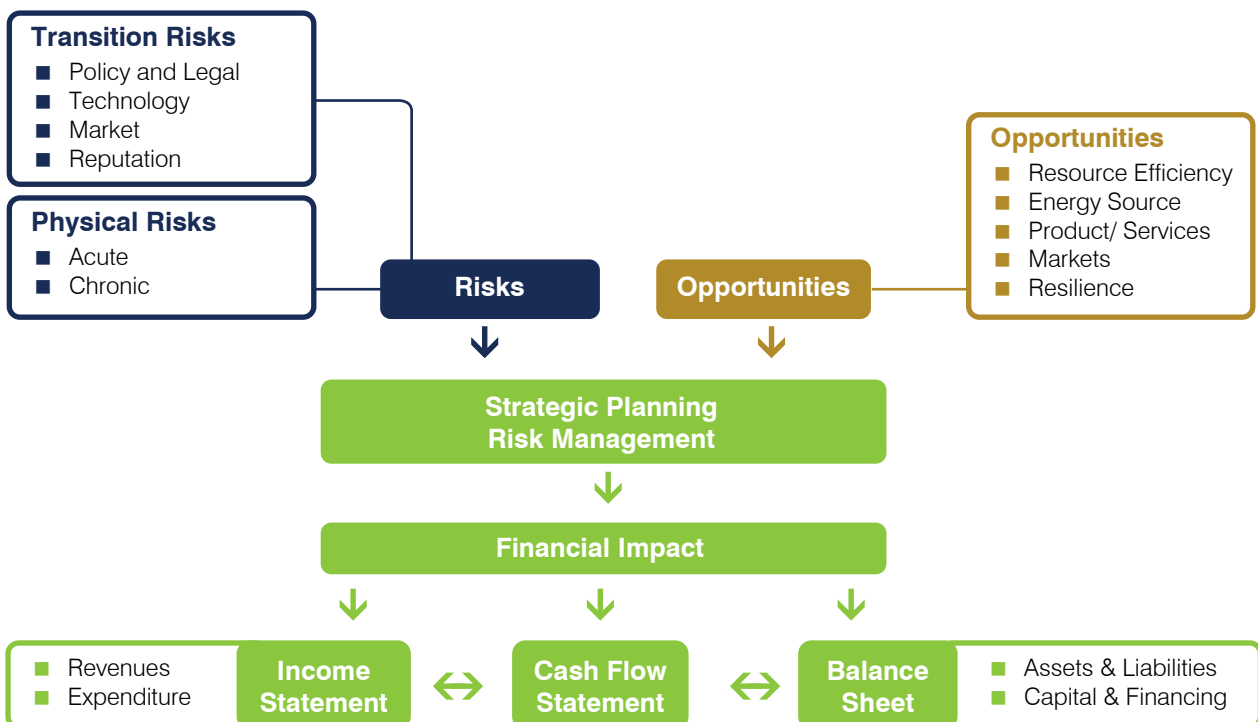 Transition Risks
Policy and Legal
Technology
Market
Reputation
Physical Risks
Acute
Chronic
Risks
Opportunities
Opportunities
Resource Efficiency
Energy Source
Product/ Services
Markets
Resilience
Strategic Planning
Risk Management
Financial Impact
Revenues
Expenditure
Income
Statement
Cash Flow
Statement
Balance
Sheet
Assets & Liabilities
Capital & Financing